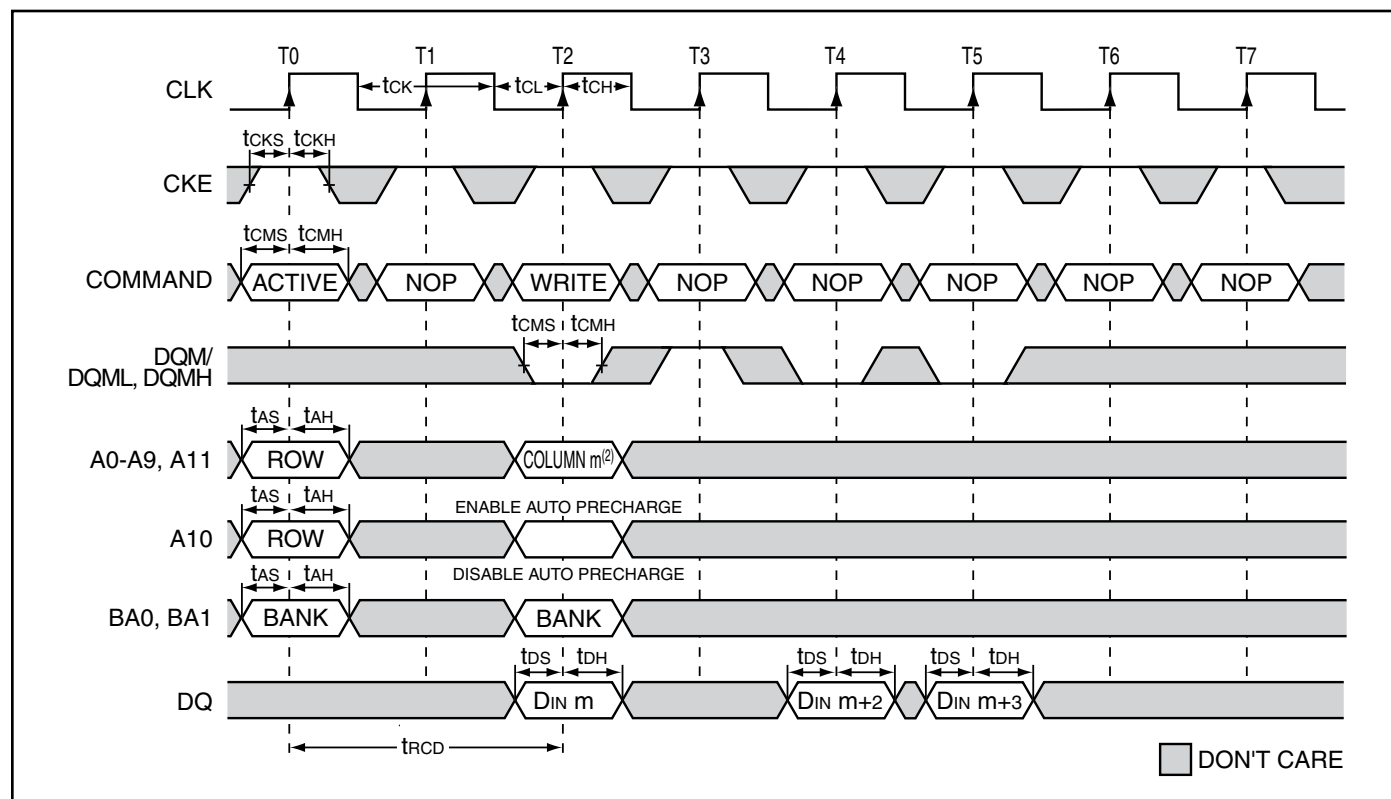 T0 T1 T2 T3 T4 T5 T6 T7
CLK
tCK tCL tCH
tCKS tCKH
CKE
tCMS tCMH
COMMAND ACTIVE NOP WRITE NOP NOP NOP NOP NOP
tCMS tCMH
DQM/
DQML, DQMH
tAS tAH
A0-A9, A11 ROW COLUMN m(2)
tAS tAH ENABLE AUTO PRECHARGE
A10 ROW
tAS tAH DISABLE AUTO PRECHARGE
BA0, BA1 BANK BANK
tDS tDH tDS tDH tDS tDH
DQ DIN m DIN m+2 DIN m+3
tRCD
DON'T CARE